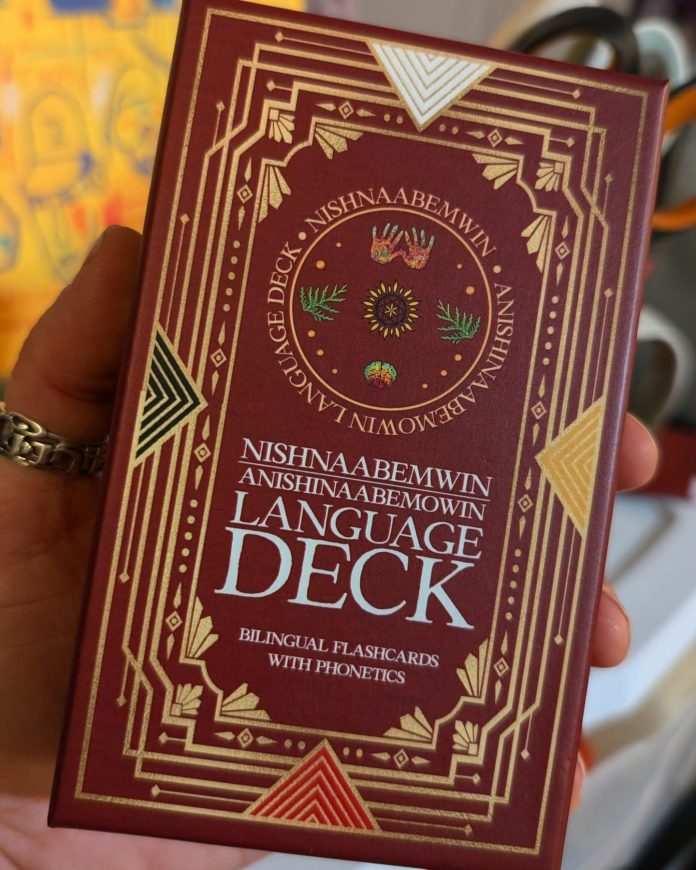 NISHNAABEMWIN • ANISHINAABEMOWIN LANGUAGE DECK •
NISHNAABEMWIN
ANISHINAABEMOWIN
LANGUAGE
DECK
BILINGUAL FLASHCARDS
WITH PHONETICS